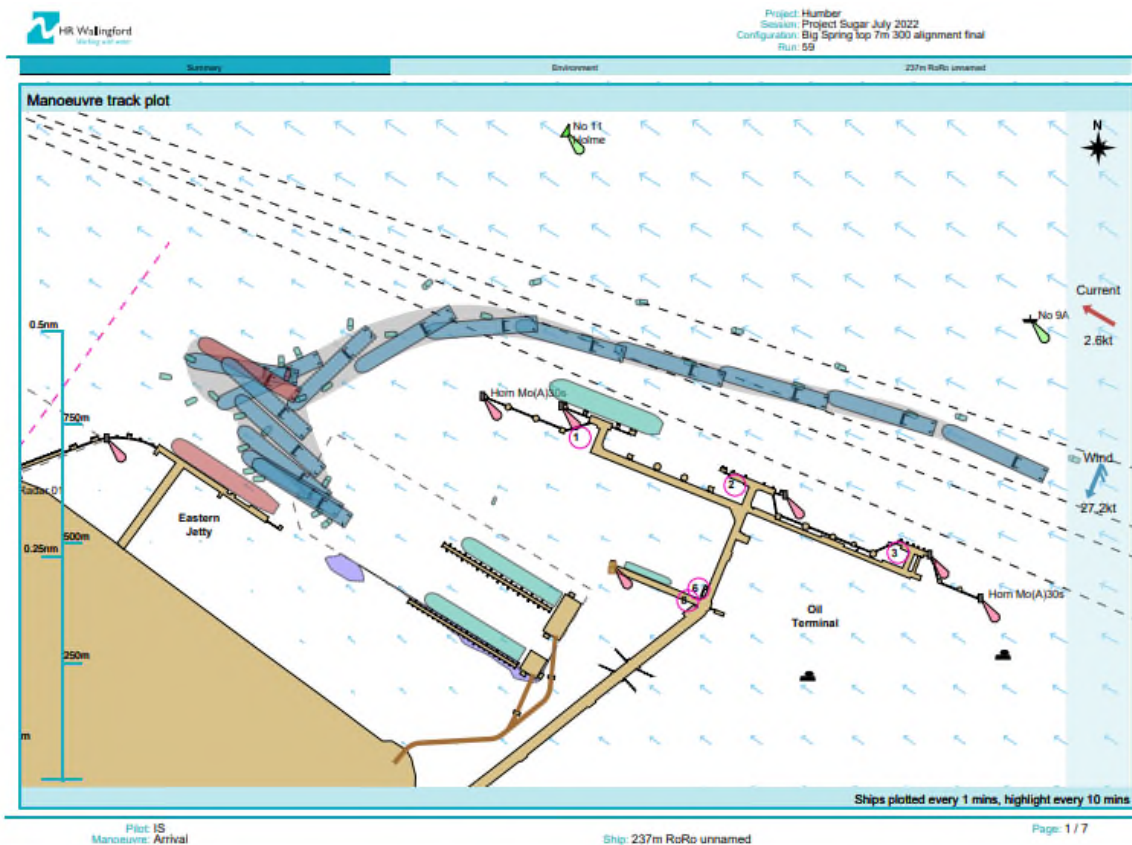 HR Wallingford
Working with water
Project: Humber
Session: Project Sugar July 2022
Configuration: Big Spring top 7m 300 alignment final
Run: 59
Summary
Environment
237m RoRo unnamed
Manoeuvre track plot
N
Holme
No 9A
Current
2.6kt
Wind
27.2kt
0.5nm
750m
500m
0.25nm
250m
m
Horn Mo(A)30s
1
2
3
Eastern
Jetty
Oil
Terminal
Horn Mo(A)30s
Ships plotted every 1 mins, highlight every 10 mins
Pilot: IS
Manoeuvre: Arrival
Ship: 237m RoRo unnamed
Page: 1 / 7